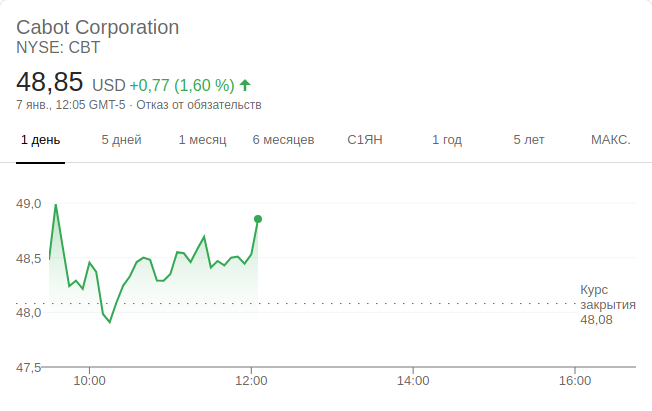 Cabot Corporation
NYSE: CBT
48,85 USD +0,77 (1,60 %)
7 янв., 12:05 GMT-5 · Отказ от обязательств
1 день 5 дней 1 месяц 6 месяцев С1ЯН 1 год 5 лет МАКС.
49,0
48,5
48,0
47,5
Курс
закрытия
48,08
10:00 12:00 14:00 16:00